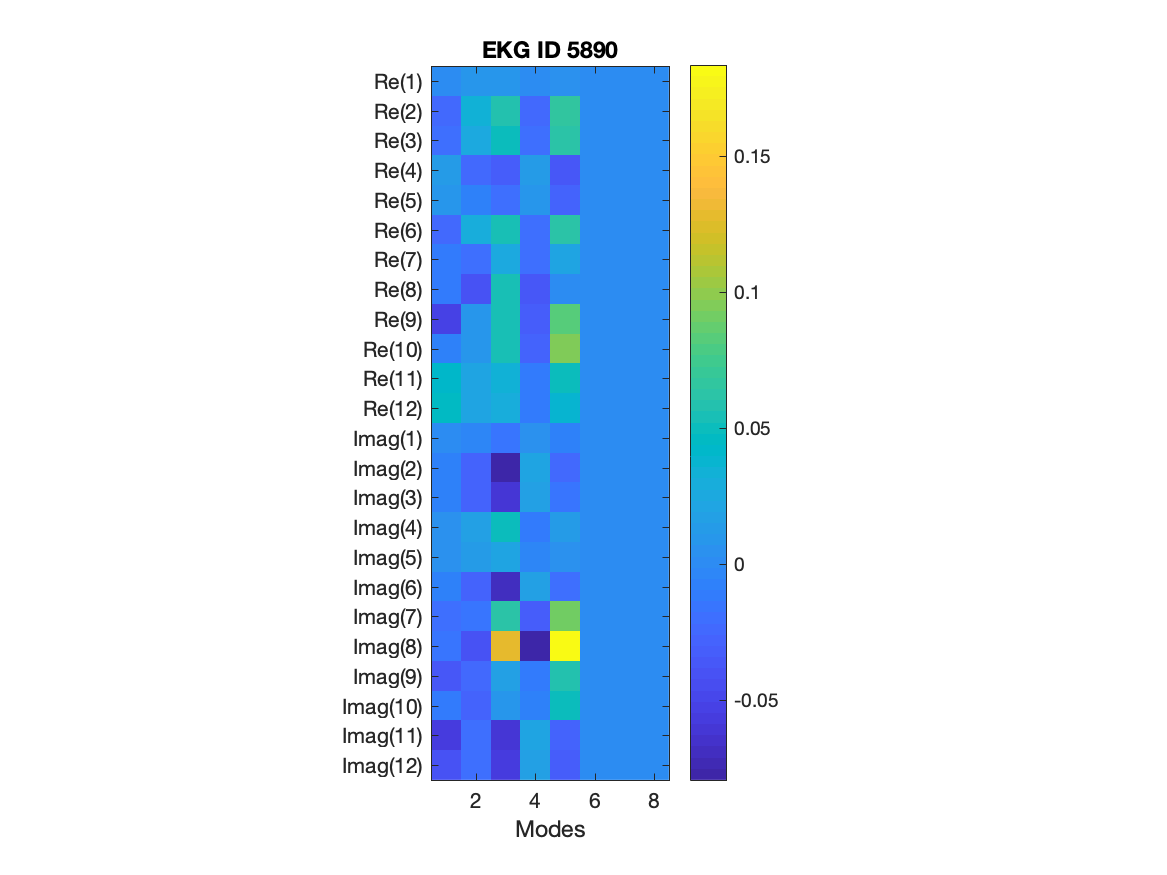 EKG ID 5890
Re(1)
Re(2)
Re(3)
Re(4)
Re(5)
Re(6)
Re(7)
Re(8)
Re(9)
Re(10)
Re(11)
Re(12)
Imag(1)
Imag(2)
Imag(3)
Imag(4)
Imag(5)
Imag(6)
Imag(7)
Imag(8)
Imag(9)
Imag(10)
Imag(11)
Imag(12)
2 4 6 8
Modes
0.15
0.1
0.05
0
-0.05